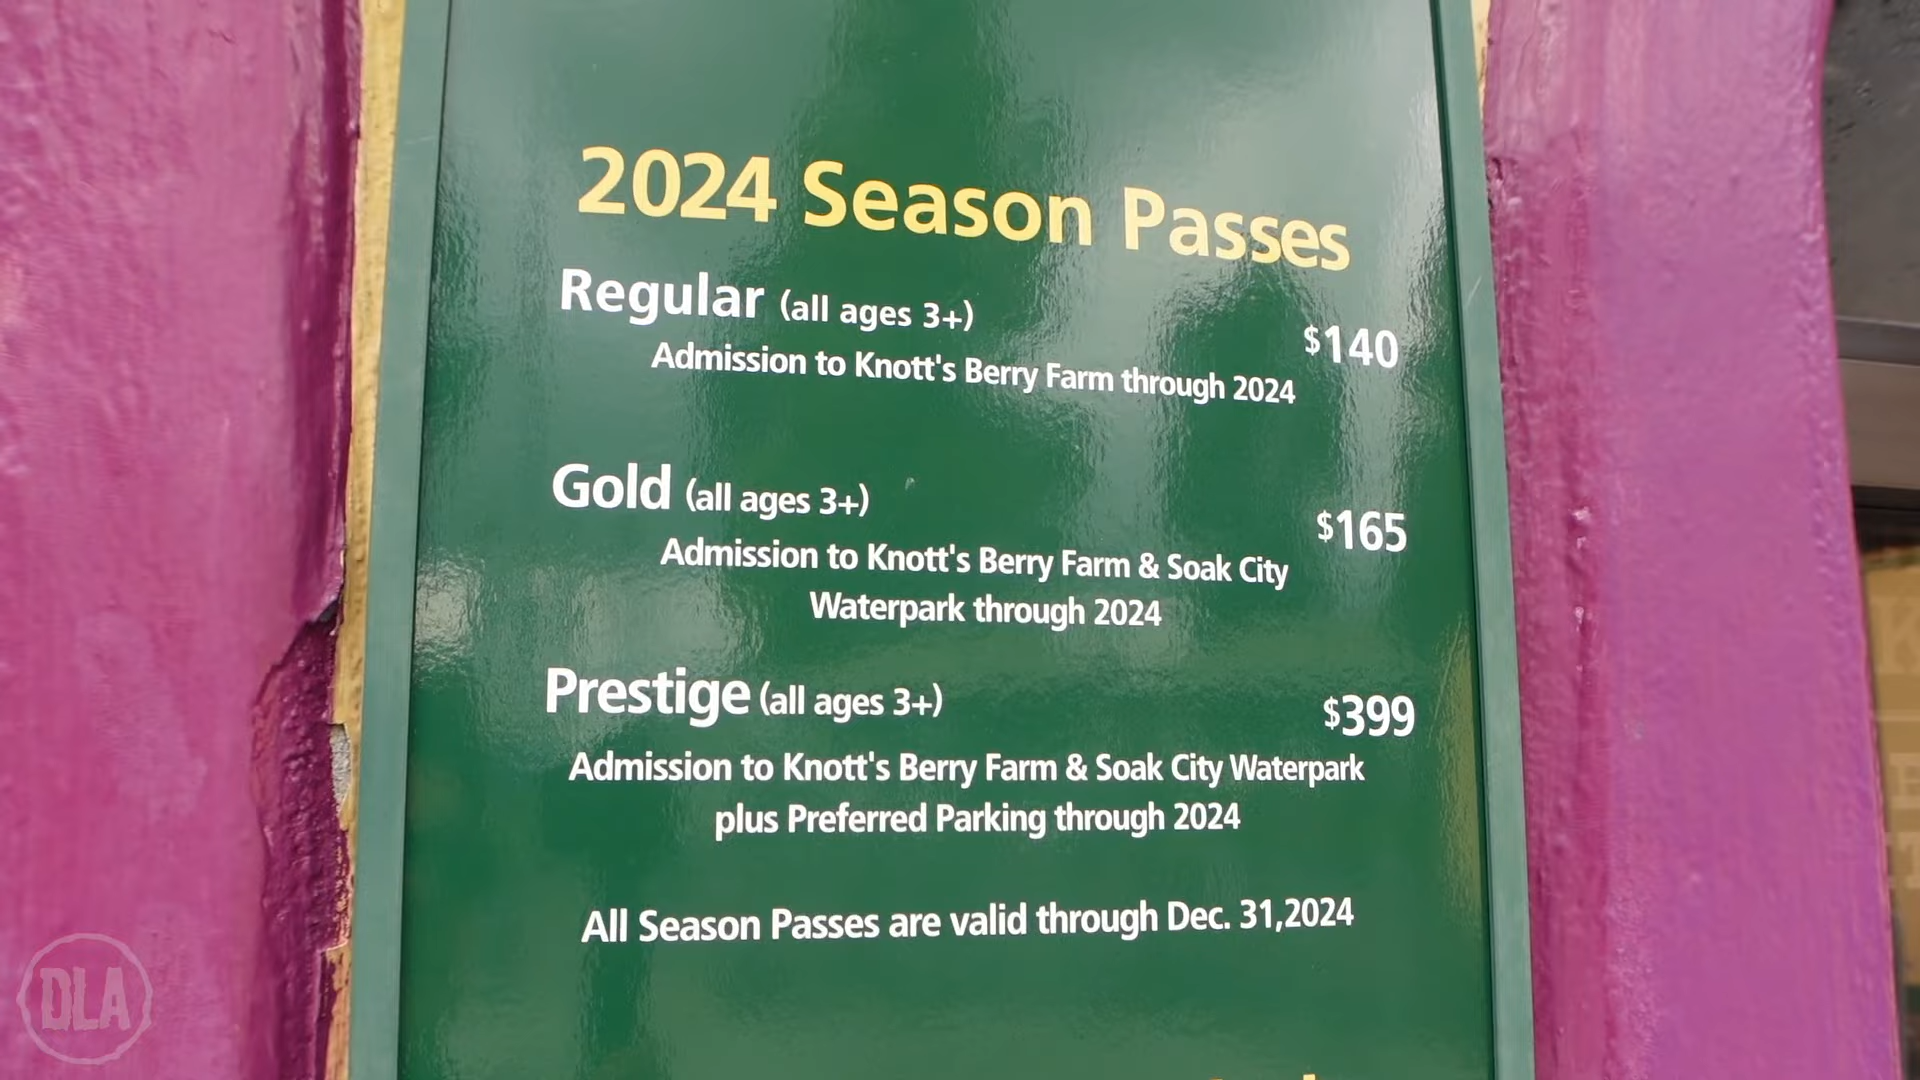 2024 Season Passes
Regular (all ages 3+) $140
Admission to Knott's Berry Farm through 2024
Gold (all ages 3+) $165
Admission to Knott's Berry Farm & Soak City
Waterpark through 2024
Prestige (all ages 3+) $399
Admission to Knott's Berry Farm & Soak City Waterpark
plus Preferred Parking through 2024
All Season Passes are valid through Dec. 31,2024
DLA